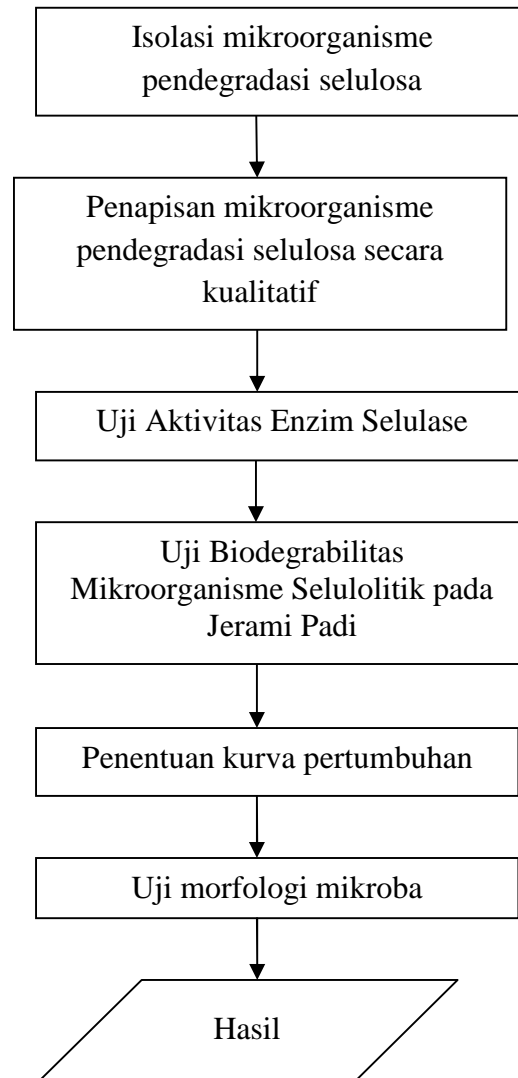 Isolasi mikroorganisme
pendegradasi selulosa
Penapisan mikroorganisme
pendegradasi selulosa secara
kualitatif
Uji Aktivitas Enzim Selulase
Uji Biodegrabilitas
Mikroorganisme Selulolitik pada
Jerami Padi
Penentuan kurva pertumbuhan
Uji morfologi mikroba
Hasil